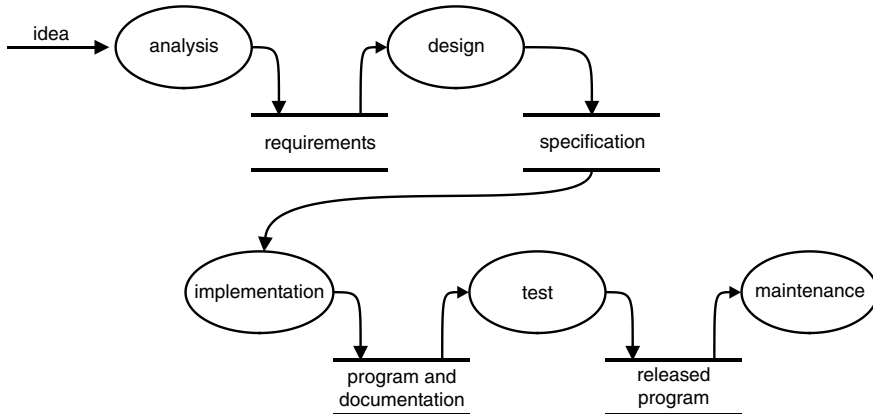 idea
analysis
design
requirements
specification
implementation
test
maintenance
program and
documentation
released
program